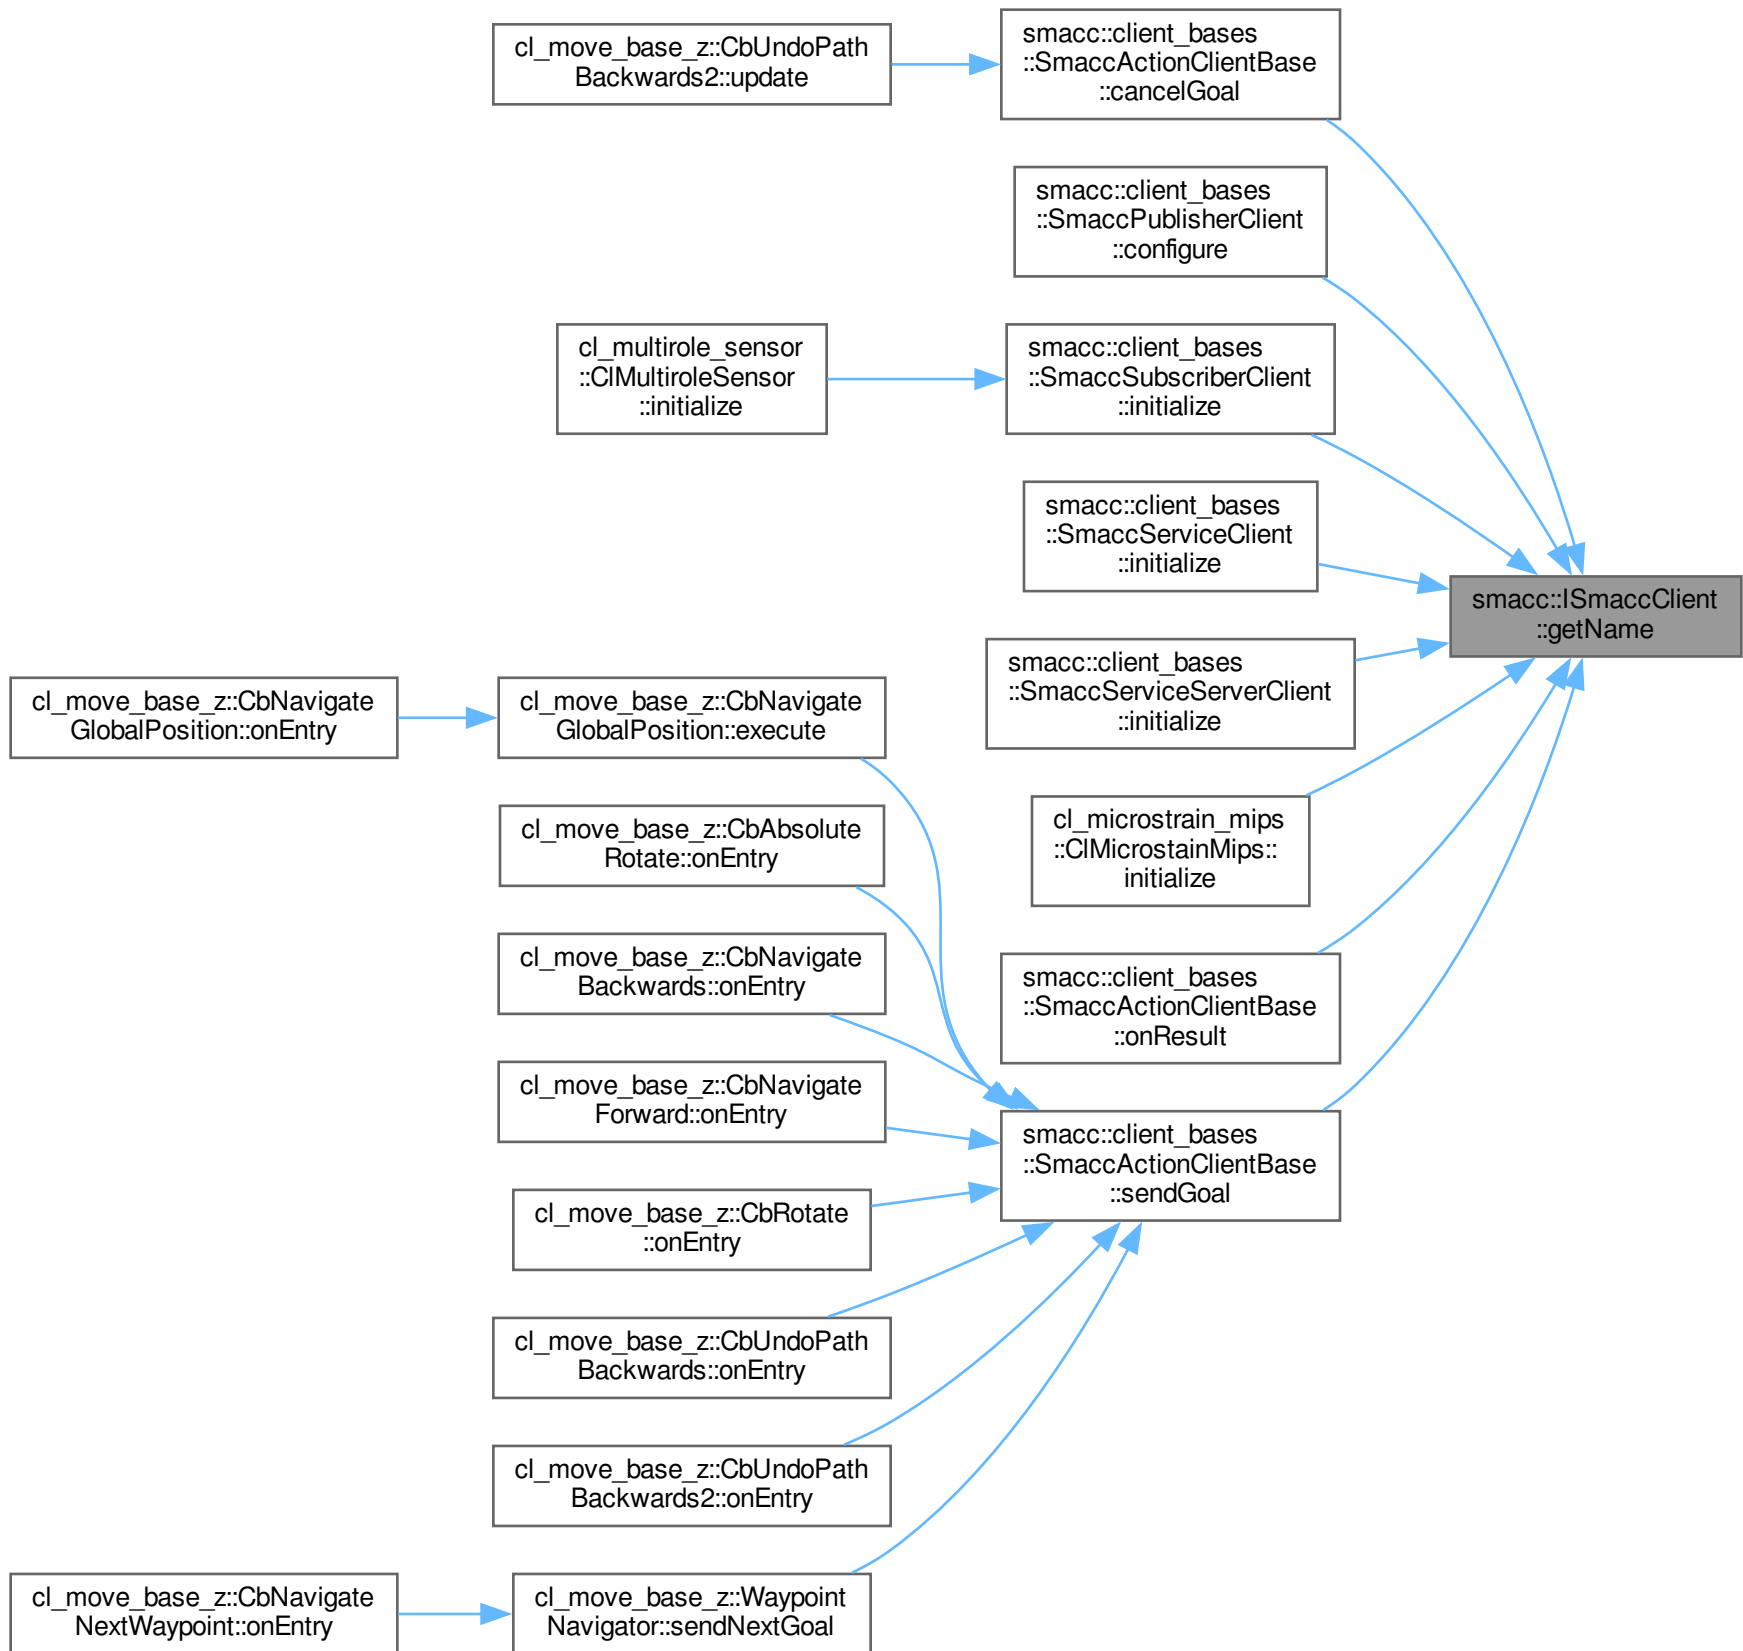 cl_move_base_z::CbUndoPath
Backwards2::update
smacc::client_bases
::SmaccActionClientBase
::cancelGoal
smacc::client_bases
::SmaccPublisherClient
::configure
cl_multirole_sensor
::ClMultiroleSensor
::initialize
smacc::client_bases
::SmaccSubscriberClient
::initialize
smacc::client_bases
::SmaccServiceClient
::initialize
smacc::ISmaccClient
::getName
smacc::client_bases
::SmaccServiceServerClient
::initialize
cl_move_base_z::CbNavigate
GlobalPosition::onEntry
cl_move_base_z::CbNavigate
GlobalPosition::execute
cl_move_base_z::CbAbsolute
Rotate::onEntry
cl_microstrain_mips
::ClMicrostainMips::
initialize
cl_move_base_z::CbNavigate
Backwards::onEntry
smacc::client_bases
::SmaccActionClientBase
::onResult
cl_move_base_z::CbNavigate
Forward::onEntry
smacc::client_bases
::SmaccActionClientBase
::sendGoal
cl_move_base_z::CbRotate
::onEntry
cl_move_base_z::CbUndoPath
Backwards::onEntry
cl_move_base_z::CbUndoPath
Backwards2::onEntry
cl_move_base_z::CbNavigate
NextWaypoint::onEntry
cl_move_base_z::Waypoint
Navigator::sendNextGoal